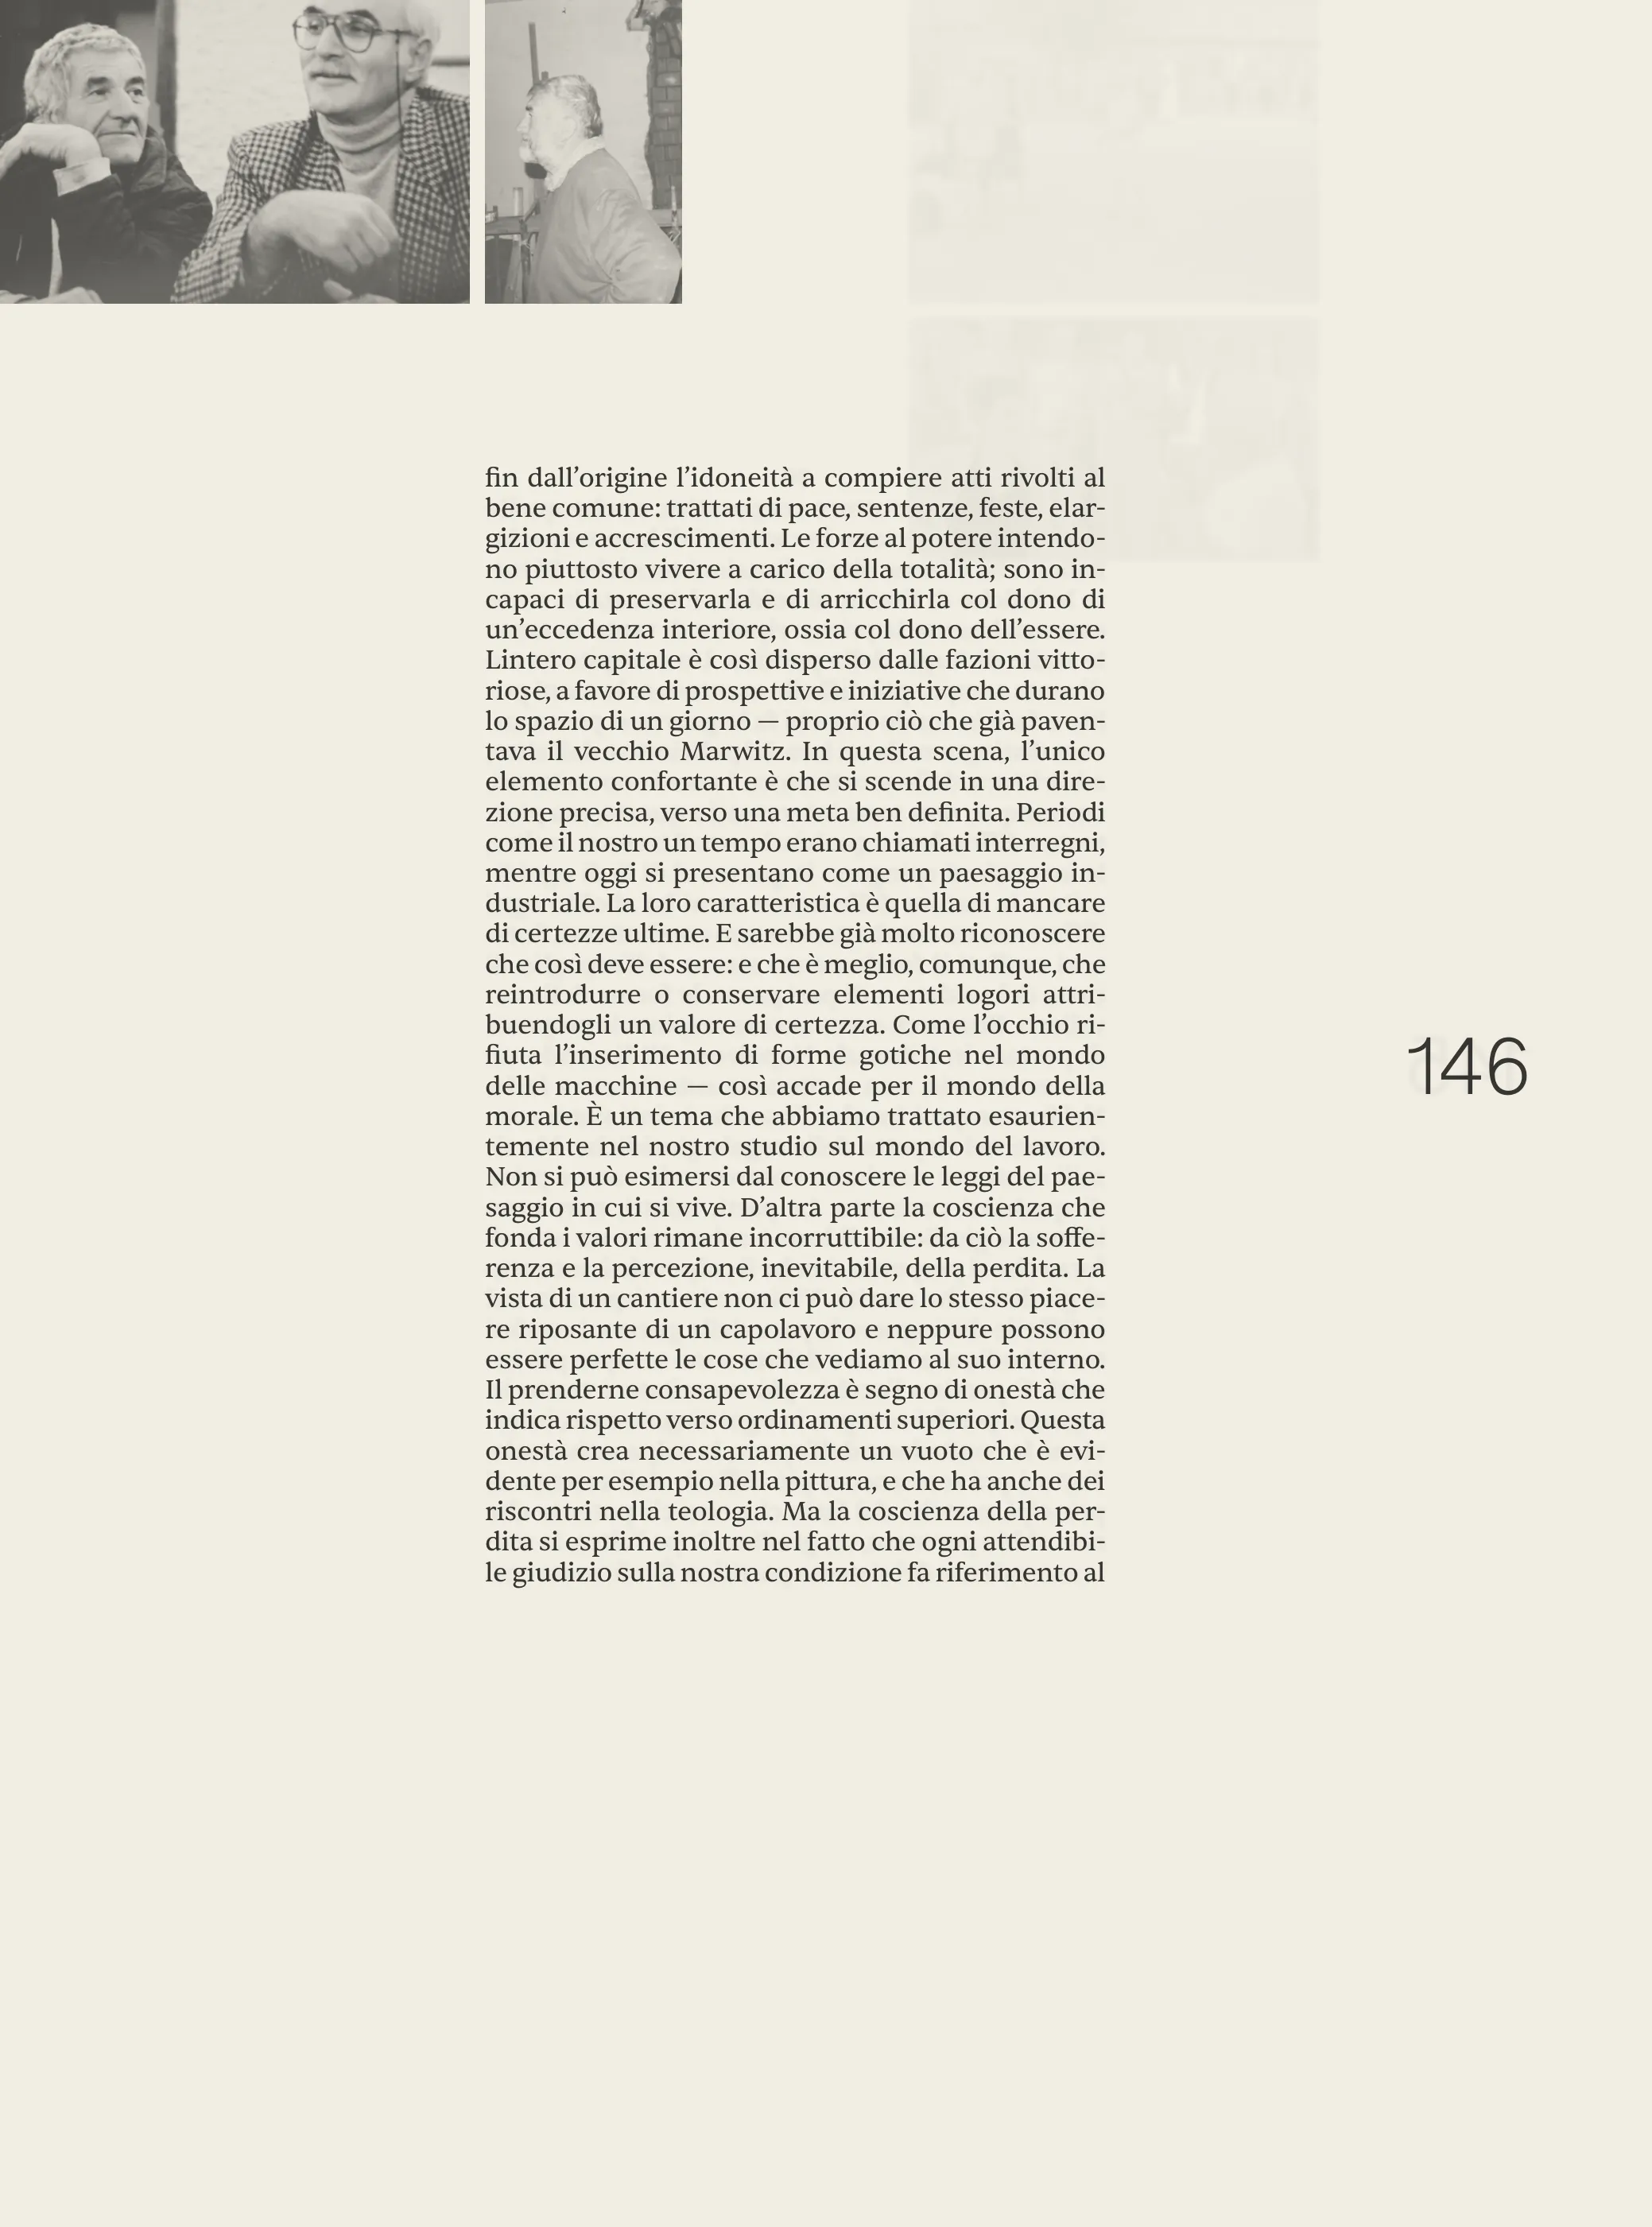 fin dall’origine l’idoneità a compiere atti rivolti al
bene comune: trattati di pace, sentenze, feste, elar-
gizioni e accrescimenti. Le forze al potere intendo-
no piuttosto vivere a carico della totalità; sono in-
capaci di preservarla e di arricchirla col dono di
un’eccedenza interiore, ossia col dono dell’essere.
Lintero capitale è così disperso dalle fazioni vitto-
riose, a favore di prospettive e iniziative che durano
lo spazio di un giorno — proprio ciò che già paven-
tava il vecchio Marwitz. In questa scena, l’unico
elemento confortante è che si scende in una dire-
zione precisa, verso una meta ben definita. Periodi
come il nostro un tempo erano chiamati interregni,
mentre oggi si presentano come un paesaggio in-
dustriale. La loro caratteristica è quella di mancare
di certezze ultime. E sarebbe già molto riconoscere
che così deve essere: e che è meglio, comunque, che
reintrodurre o conservare elementi logori attri-
buendogli un valore di certezza. Come l’occhio ri-
fiuta l’inserimento di forme gotiche nel mondo
delle macchine — così accade per il mondo della
morale. È un tema che abbiamo trattato esaurien-
temente nel nostro studio sul mondo del lavoro.
Non si può esimersi dal conoscere le leggi del pae-
saggio in cui si vive. D’altra parte la coscienza che
fonda i valori rimane incorruttibile: da ciò la soffe-
renza e la percezione, inevitabile, della perdita. La
vista di un cantiere non ci può dare lo stesso piace-
re riposante di un capolavoro e neppure possono
essere perfette le cose che vediamo al suo interno.
Il prenderne consapevolezza è segno di onestà che
indica rispetto verso ordinamenti superiori. Questa
onestà crea necessariamente un vuoto che è evi-
dente per esempio nella pittura, e che ha anche dei
riscontri nella teologia. Ma la coscienza della per-
dita si esprime inoltre nel fatto che ogni attendibi-
le giudizio sulla nostra condizione fa riferimento al
146